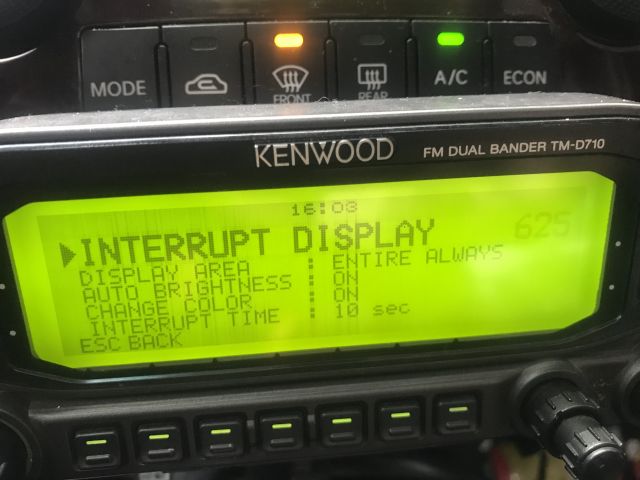 MODE
FRONT
REAR
A/C
ECON
KENWOOD
FM DUAL BANDER TM-D710
16:03
INTERRUPT DISPLAY 625
DISPLAY AREA : ENTIRE ALWAYS
AUTO BRIGHTNESS : ON
CHANGE COLOR : ON
INTERRUPT TIME : 10 sec
ESC BACK